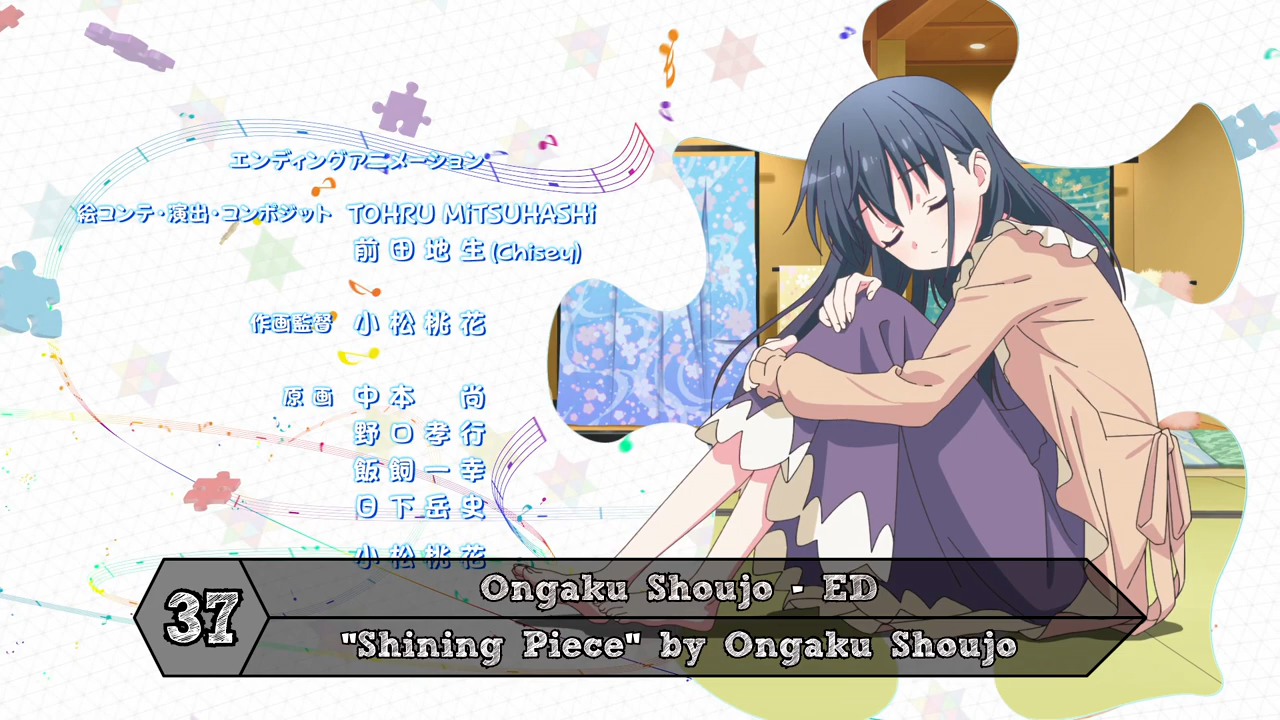 エンディングアニメーション
絵コンテ・演出・コンポジット TOHRU MiTSUHASHi
前田地生(Chisey)
作画監督 小松桃花
原画 中本 尚
野口孝行
飯飼一幸
日下岳史
小松桃花
37
Ongaku Shoujo - ED
"Shining Piece" by Ongaku Shoujo